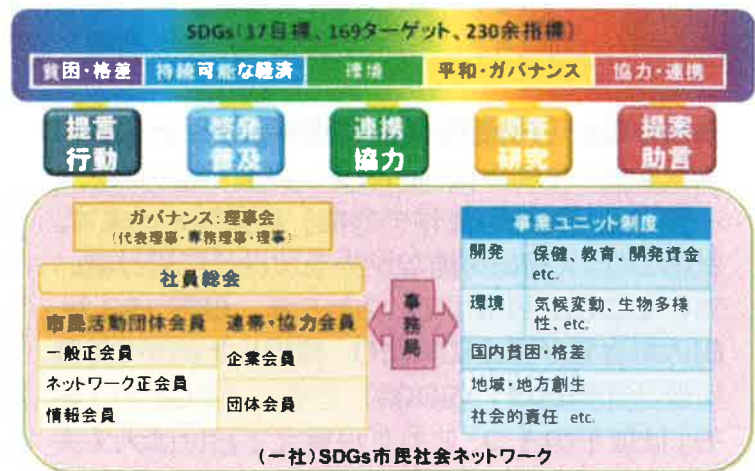 SDGs(17目標、169ターゲット、230余指標)
貧困・格差 持続可能な経済 環境 平和・ガバナンス 協力・連携
提言 啓発 連携 調査 提案
行動 普及 協力 研究 助言
ガバナンス:理事会
(代表理事・専務理事・理事)
社員総会
市民活動団体会員 連帯・協力会員
一般正会員
ネットワーク正会員
情報会員
企業会員
団体会員
事務局
事業ユニット制度
開発 保健、教育、開発資金
etc.
環境 気候変動、生物多様
性、etc.
国内貧困・格差
地域・地方創生
社会的責任 etc.
(一社)SDGs市民社会ネットワーク